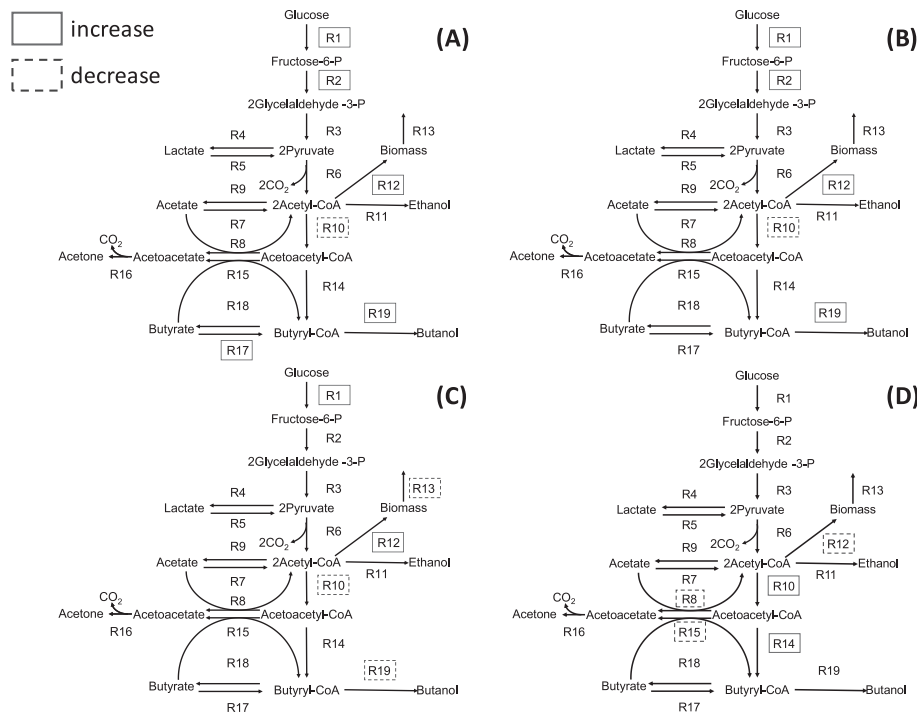 increase
decrease
(A)
Glucose
R1
Fructose-6-P
R2
2Glycelaldehyde -3-P
R3
R13
R4
Lactate
2Pyruvate
Biomass
R5
R6
R9
2CO2
R12
Acetate
2Acetyl-CoA
Ethanol
R7
R10
R11
CO2
R8
Acetone
Acetoacetate
Acetoacetyl-CoA
R16
R15
R14
R18
R19
Butyrate
Butyryl-CoA
Butanol
R17
(B)
Glucose
R1
Fructose-6-P
R2
2Glycelaldehyde -3-P
R3
R13
R4
Lactate
2Pyruvate
Biomass
R5
R6
R9
2CO2
R12
Acetate
2Acetyl-CoA
Ethanol
R7
R10
R11
CO2
R8
Acetone
Acetoacetate
Acetoacetyl-CoA
R16
R15
R14
R18
R19
Butyrate
Butyryl-CoA
Butanol
R17
(C)
Glucose
R1
Fructose-6-P
R2
2Glycelaldehyde -3-P
R3
R13
R4
Lactate
2Pyruvate
Biomass
R5
R6
R9
2CO2
R12
Acetate
2Acetyl-CoA
Ethanol
R7
R10
R11
CO2
R8
Acetone
Acetoacetate
Acetoacetyl-CoA
R16
R15
R14
R18
R19
Butyrate
Butyryl-CoA
Butanol
R17
(D)
Glucose
R1
Fructose-6-P
R2
2Glycelaldehyde -3-P
R3
R13
R4
Lactate
2Pyruvate
Biomass
R5
R6
R9
2CO2
R12
Acetate
2Acetyl-CoA
Ethanol
R7
R10
R11
CO2
R8
Acetone
Acetoacetate
Acetoacetyl-CoA
R16
R15
R14
R18
R19
Butyrate
Butyryl-CoA
Butanol
R17